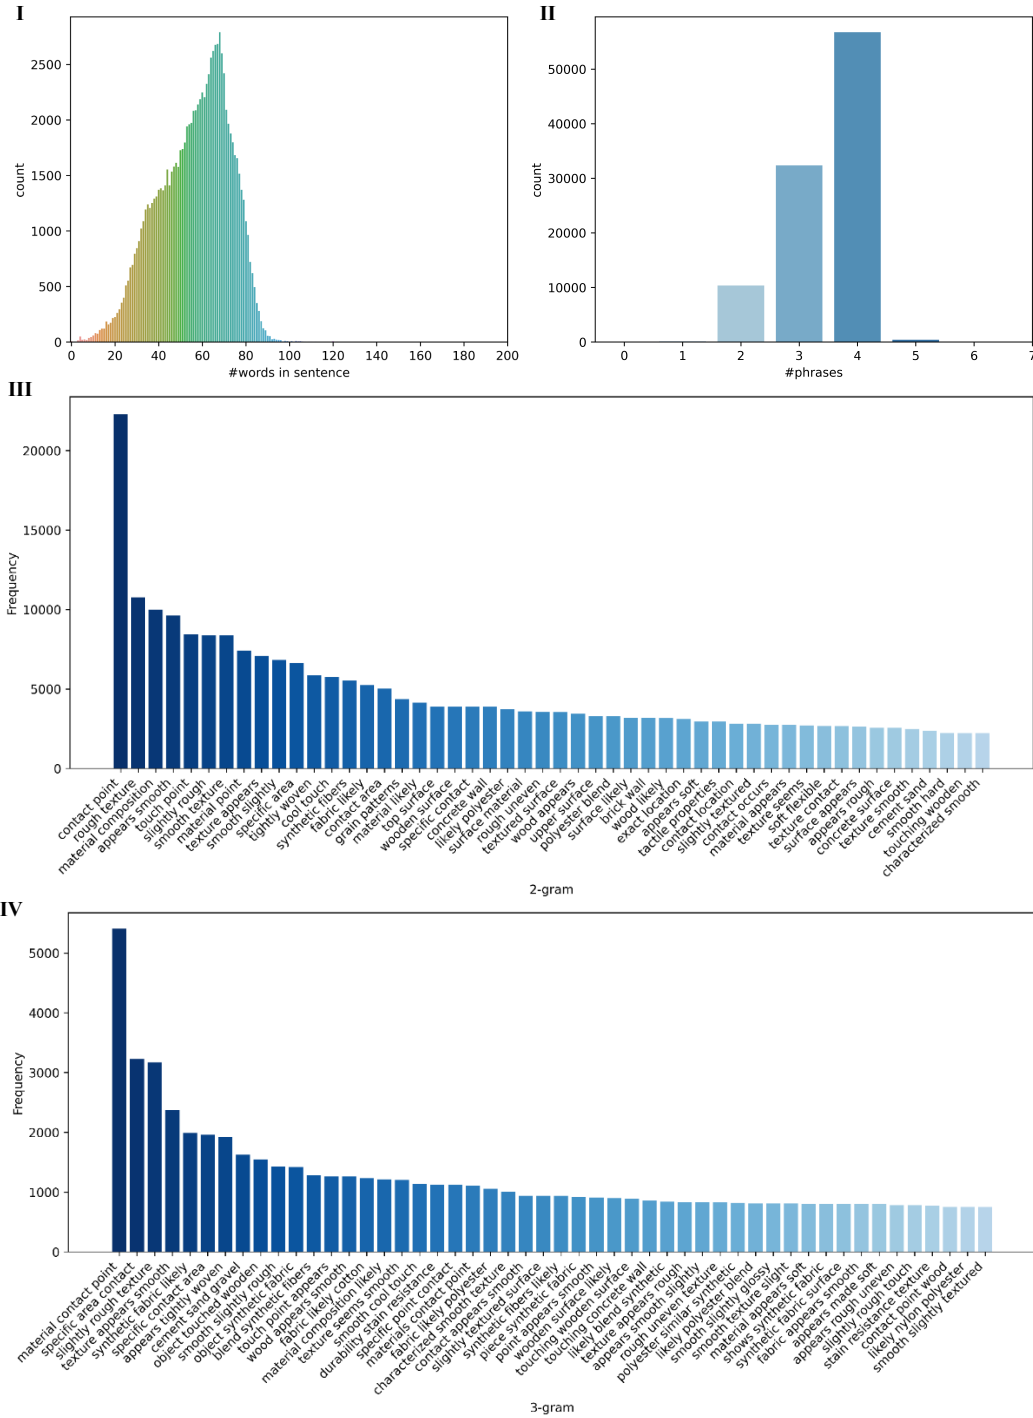 I
II
count
2500
2000
1500
1000
500
0
0 20 40 60 80 100 120 140 160 180 200
#words in sentence
count
50000
40000
30000
20000
10000
0
0 1 2 3 4 5 6 7
#phrases
III
Frequency
20000
15000
10000
5000
0
contact point
rough texture
material composition
appears smooth
touch point
slightly rough
smooth texture
material point
texture appears
smooth slightly
specific area
tightly woven
cool touch
synthetic fibers
fabric likely
contact area
grain patterns
material likely
top surface
wooden surface
specific contact
concrete wall
likely polyester
surface material
rough uneven
textured surface
wood appears
upper surface
polyester blend
surface likely
brick wall
wood likely
exact location
appears soft
tactile properties
contact location
slightly textured
contact occurs
material appears
texture seems
soft flexible
texture contact
surface appears
appears rough
concrete surface
texture smooth
cement sand
smooth hard
touching wooden
characterized smooth
2-gram
IV
Frequency
5000
4000
3000
2000
1000
0
material contact point
specific area contact
slightly rough texture
texture appears smooth
synthetic fabric likely
specific contact area
appears tightly woven
cement sand gravel
object touched wooden
smooth slightly rough
object synthetic fabric
blend synthetic fibers
touch point appears
wood appears smooth
fabric likely cotton
material composition likely
texture seems smooth
smooth cool touch
durability stain resistance
specific point contact
materials contact point
fabric likely polyester
characterized smooth texture
contact appears smooth
slightly textured surface
synthetic fibers likely
piece synthetic fabric
point appears smooth
wooden surface likely
touching wooden surface
touching concrete wall
likely blend synthetic
texture appears rough
appears smooth slightly
rough uneven texture
polyester similar synthetic
likely polyester blend
smooth slightly glossy
smooth texture slight
material appears soft
shows synthetic fabric
synthetic fabric surface
fabric appears smooth
appears made soft
appears rough uneven
slightly rough touch
stain resistance texture
contact point wood
likely nylon polyester
smooth slightly textured
3-gram